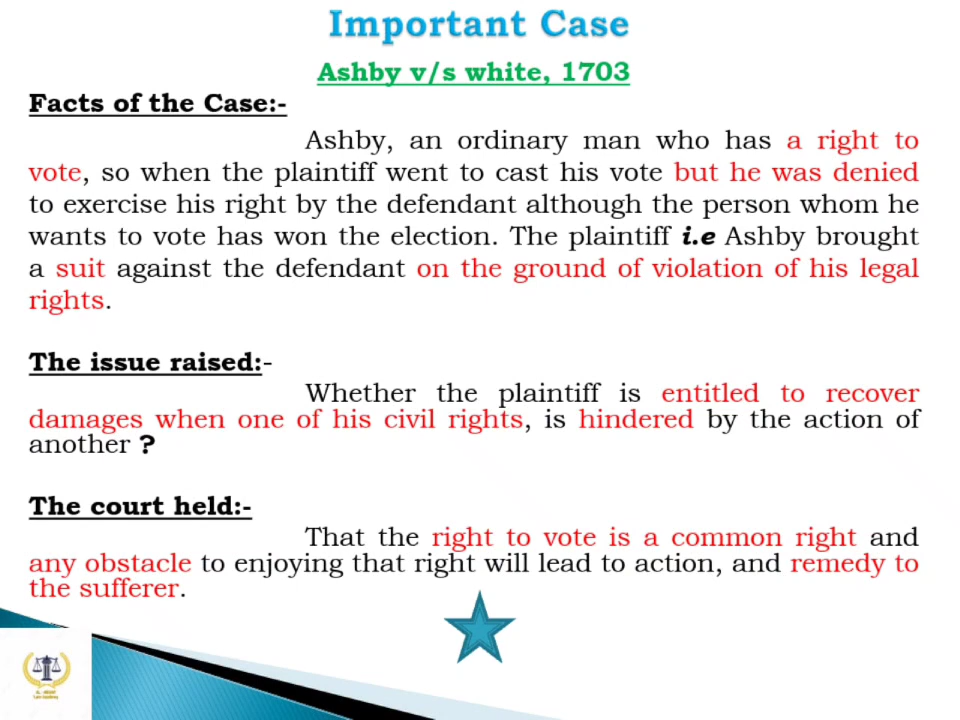 Important Case
Ashby v/s white, 1703
Facts of the Case:-
Ashby, an ordinary man who has a right to
vote, so when the plaintiff went to cast his vote but he was denied
to exercise his right by the defendant although the person whom he
wants to vote has won the election. The plaintiff i.e Ashby brought
a suit against the defendant on the ground of violation of his legal
rights.
The issue raised:-
Whether the plaintiff is entitled to recover
damages when one of his civil rights, is hindered by the action of
another ?
The court held:-
That the right to vote is a common right and
any obstacle to enjoying that right will lead to action, and remedy to
the sufferer.